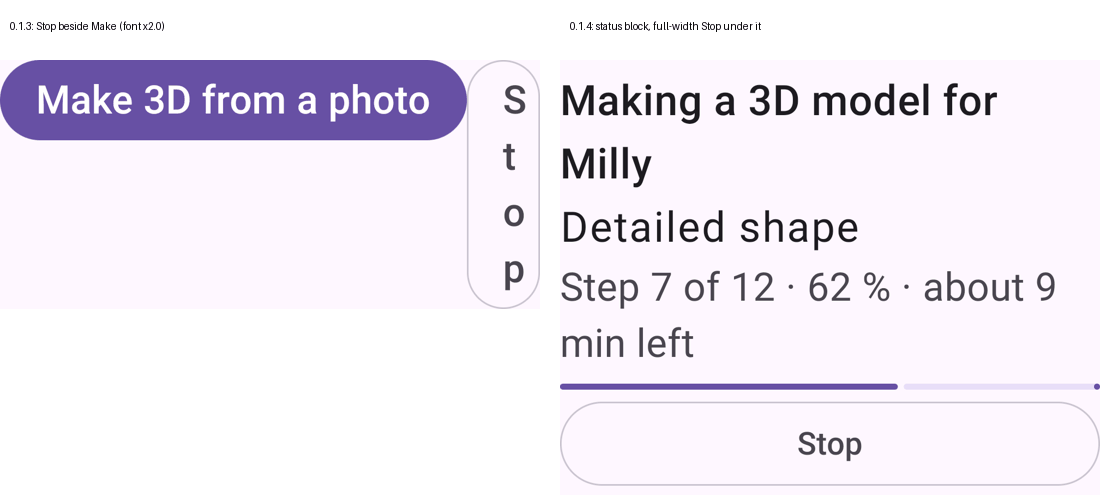 0.1.3: Stop beside Make (font x2.0)
Make 3D from a photo
S
t
o
p
0.1.4: status block, full-width Stop under it
Making a 3D model for
Milly
Detailed shape
Step 7 of 12 · 62 % · about 9
min left
Stop